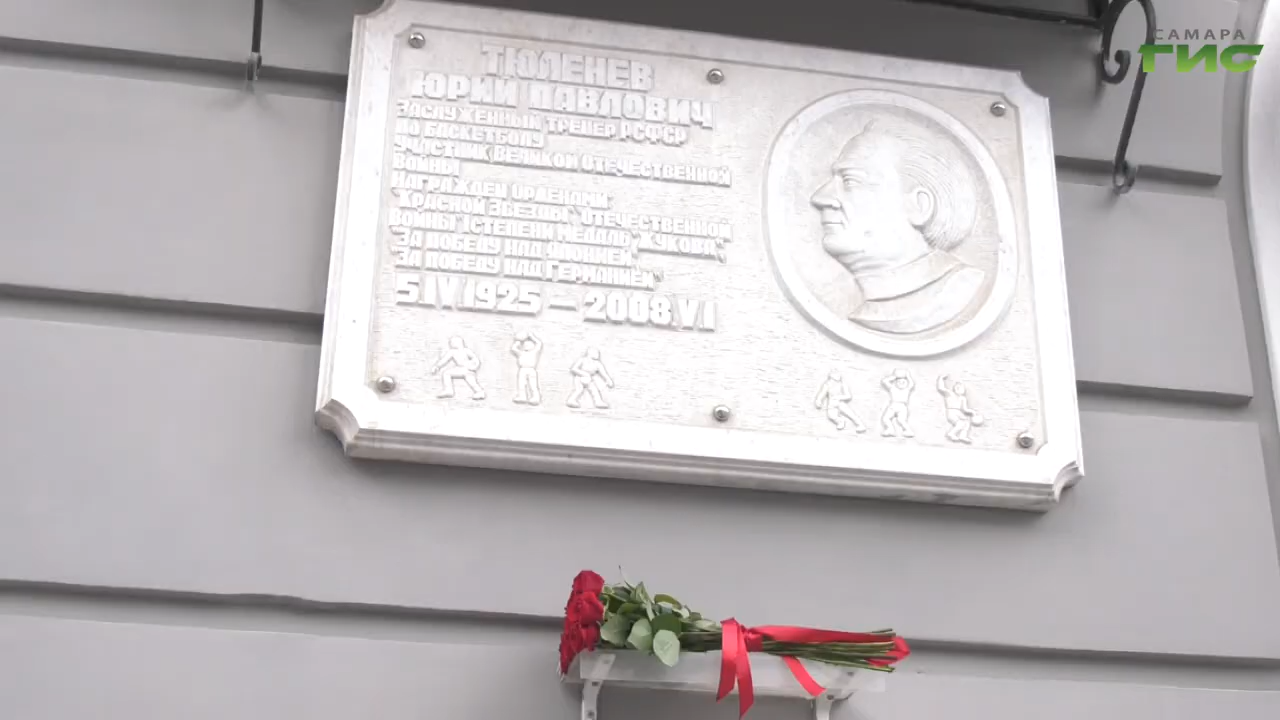 ТЮЛЕНЕВ
ЮРИЙ ПАВЛОВИЧ
ЗАСЛУЖЕННЫЙ ТРЕНЕР РСФСР
ПО БАСКЕТБОЛУ
УЧАСТНИК ВЕЛИКОЙ ОТЕЧЕСТВЕННОЙ
ВОЙНЫ
НАГРАЖДЕН ОРДЕНАМИ
"КРАСНОЙ ЗВЕЗДЫ" ОТЕЧЕСТВЕННОЙ
ВОЙНЫ I СТЕПЕНИ МЕДАЛЬ "ЖУКОВА",
"ЗА ПОБЕДУ НАД ЯПОНИЕЙ",
"ЗА ПОБЕДУ НАД ГЕРМАНИЕЙ"
5.IV 1925 — 2008.VI
САМАРА
ГИС